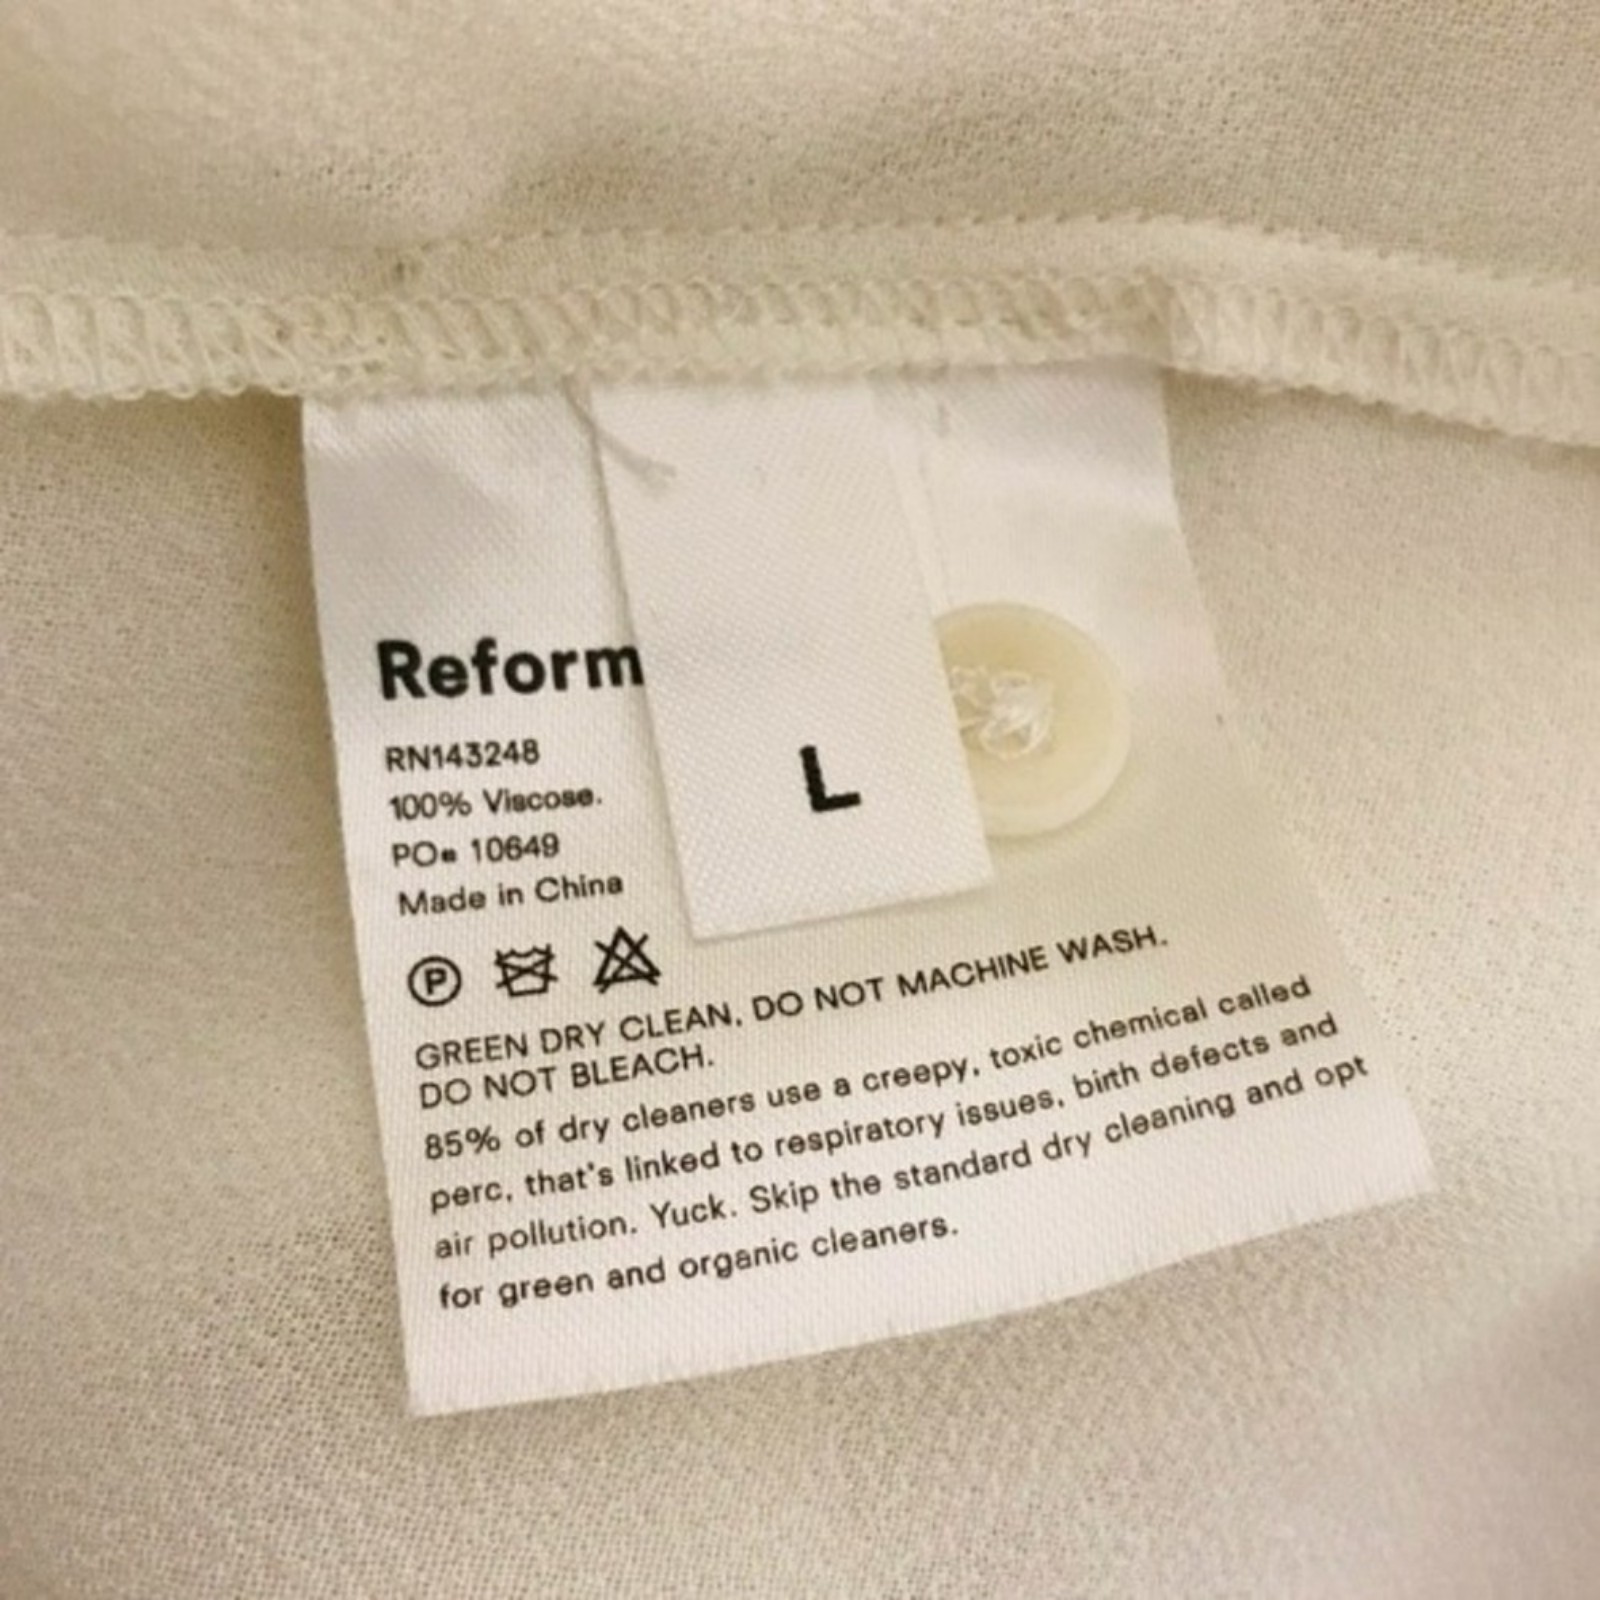 Reform
L
RN143248
100% Viscose.
PO# 10649
Made in China
P
GREEN DRY CLEAN, DO NOT MACHINE WASH.
DO NOT BLEACH.
85% of dry cleaners use a creepy, toxic chemical called
perc, that's linked to respiratory issues, birth defects and
air pollution. Yuck. Skip the standard dry cleaning and opt
for green and organic cleaners.